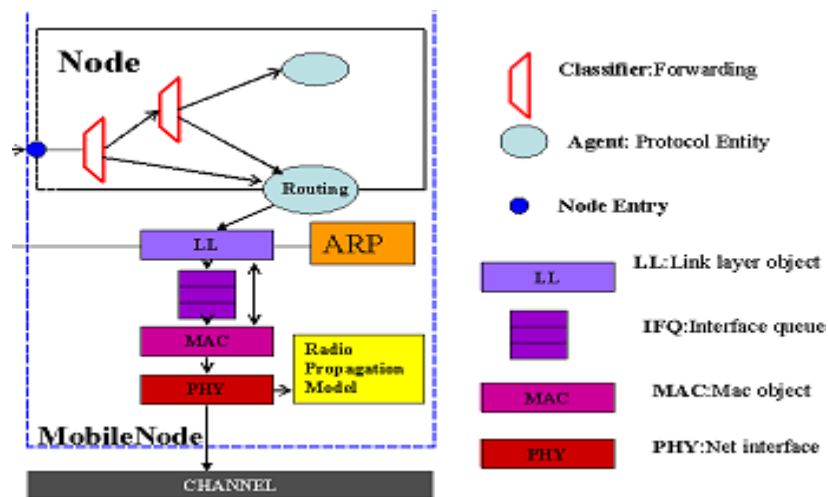 Node
Routing
LL
ARP
MAC
PHY
Radio
Propagation
Model
MobileNode
CHANNEL
Classifier:Forwarding
Agent: Protocol Entity
Node Entry
LL:Link layer object
LL
IFQ:Interface queue
MAC:Mac object
MAC
PHY:Net interface
PHY